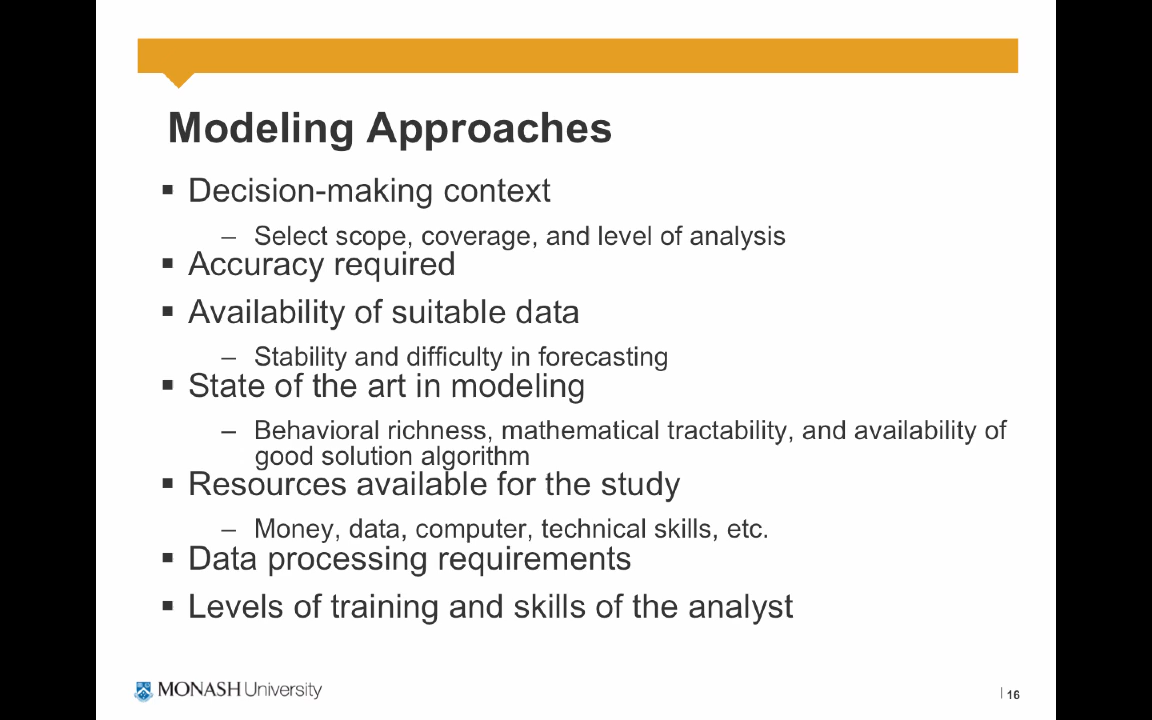 Modeling Approaches
▪ Decision-making context
– Select scope, coverage, and level of analysis
▪ Accuracy required
▪ Availability of suitable data
– Stability and difficulty in forecasting
▪ State of the art in modeling
– Behavioral richness, mathematical tractability, and availability of
good solution algorithm
▪ Resources available for the study
– Money, data, computer, technical skills, etc.
▪ Data processing requirements
▪ Levels of training and skills of the analyst
MONASH University
| 16